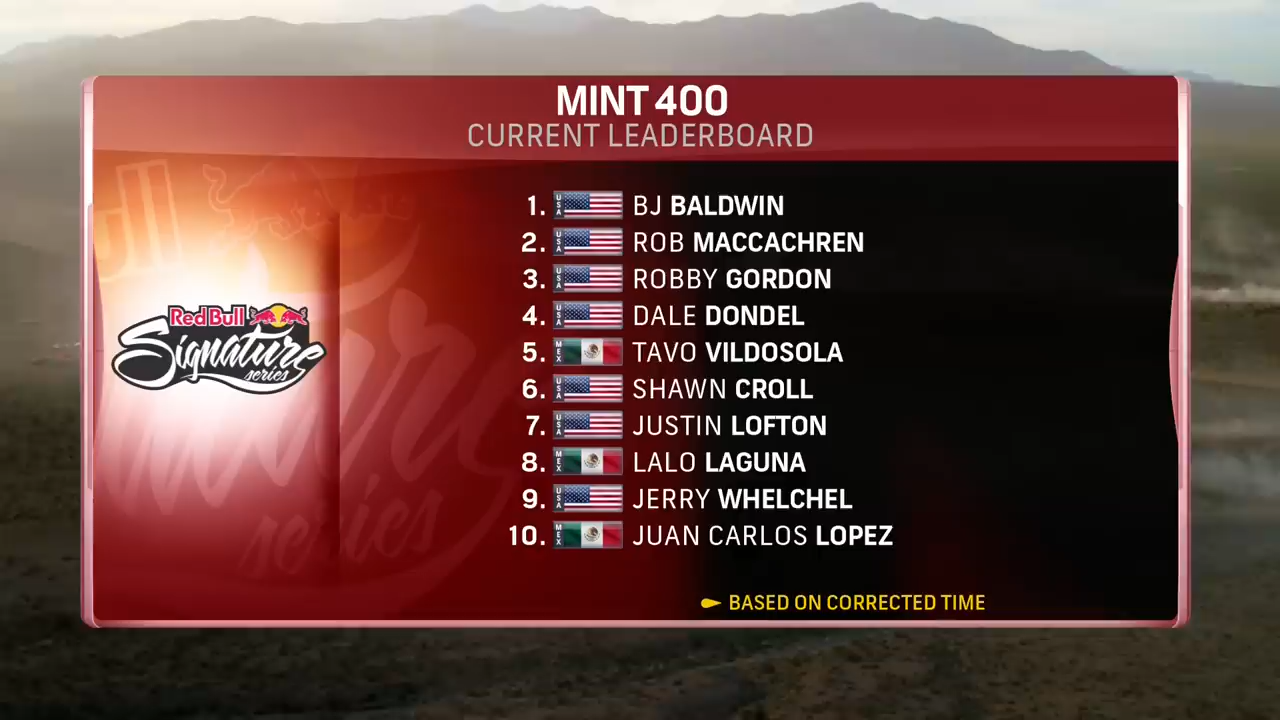 MINT 400
CURRENT LEADERBOARD
1. USA BJ BALDWIN
2. USA ROB MACCACHREN
3. USA ROBBY GORDON
4. USA DALE DONDEL
5. MEX TAVO VILDOSOLA
6. USA SHAWN CROLL
7. USA JUSTIN LOFTON
8. MEX LALO LAGUNA
9. USA JERRY WHELCHEL
10. MEX JUAN CARLOS LOPEZ
BASED ON CORRECTED TIME
Red Bull
Signature
series